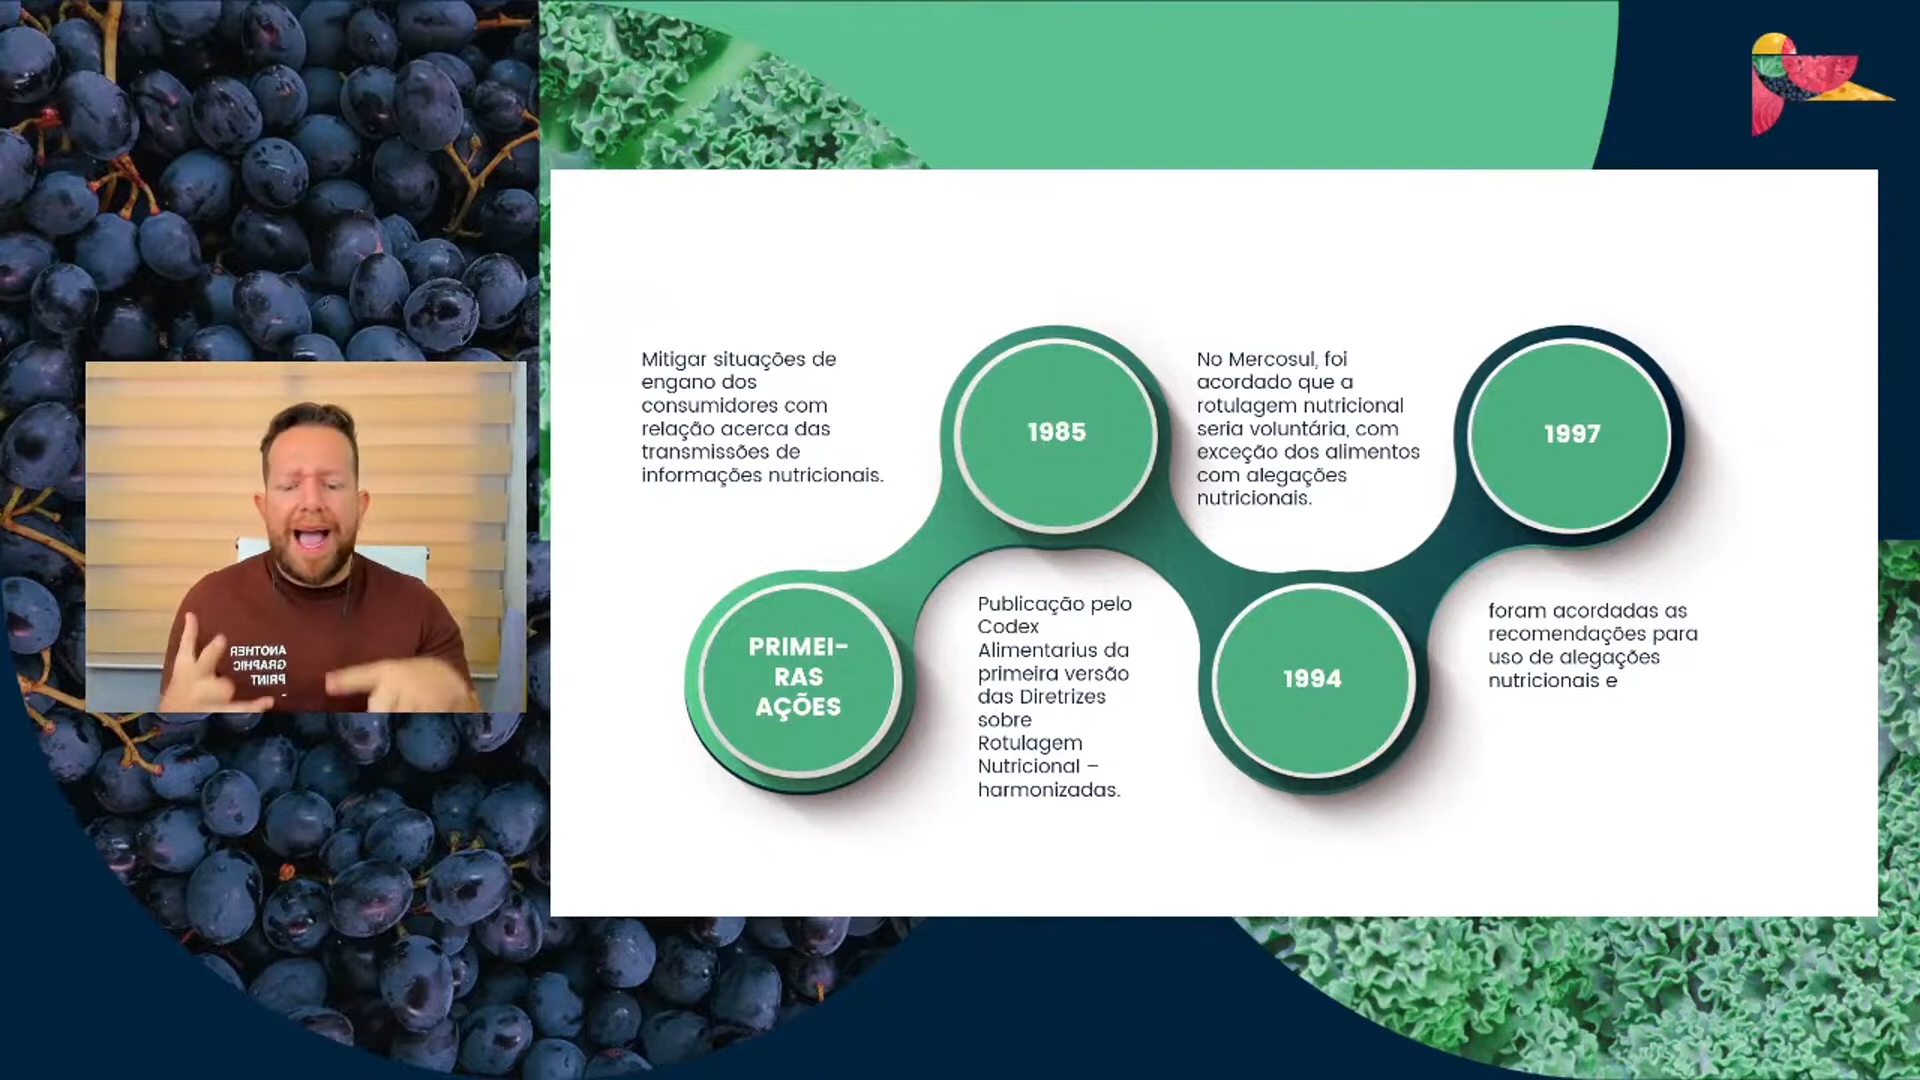 Mitigar situações de
engano dos
consumidores com
relação acerca das
transmissões de
informações nutricionais.
1985
No Mercosul, foi
acordado que a
rotulagem nutricional
seria voluntária, com
exceção dos alimentos
com alegações
nutricionais.
1997
PRIMEI-
RAS
AÇÕES
Publicação pelo
Codex
Alimentarius da
primeira versão
das Diretrizes
sobre
Rotulagem
Nutricional –
harmonizadas.
1994
foram acordadas as
recomendações para
uso de alegações
nutricionais e
ANOTHER
GRAPHIC
PRINT